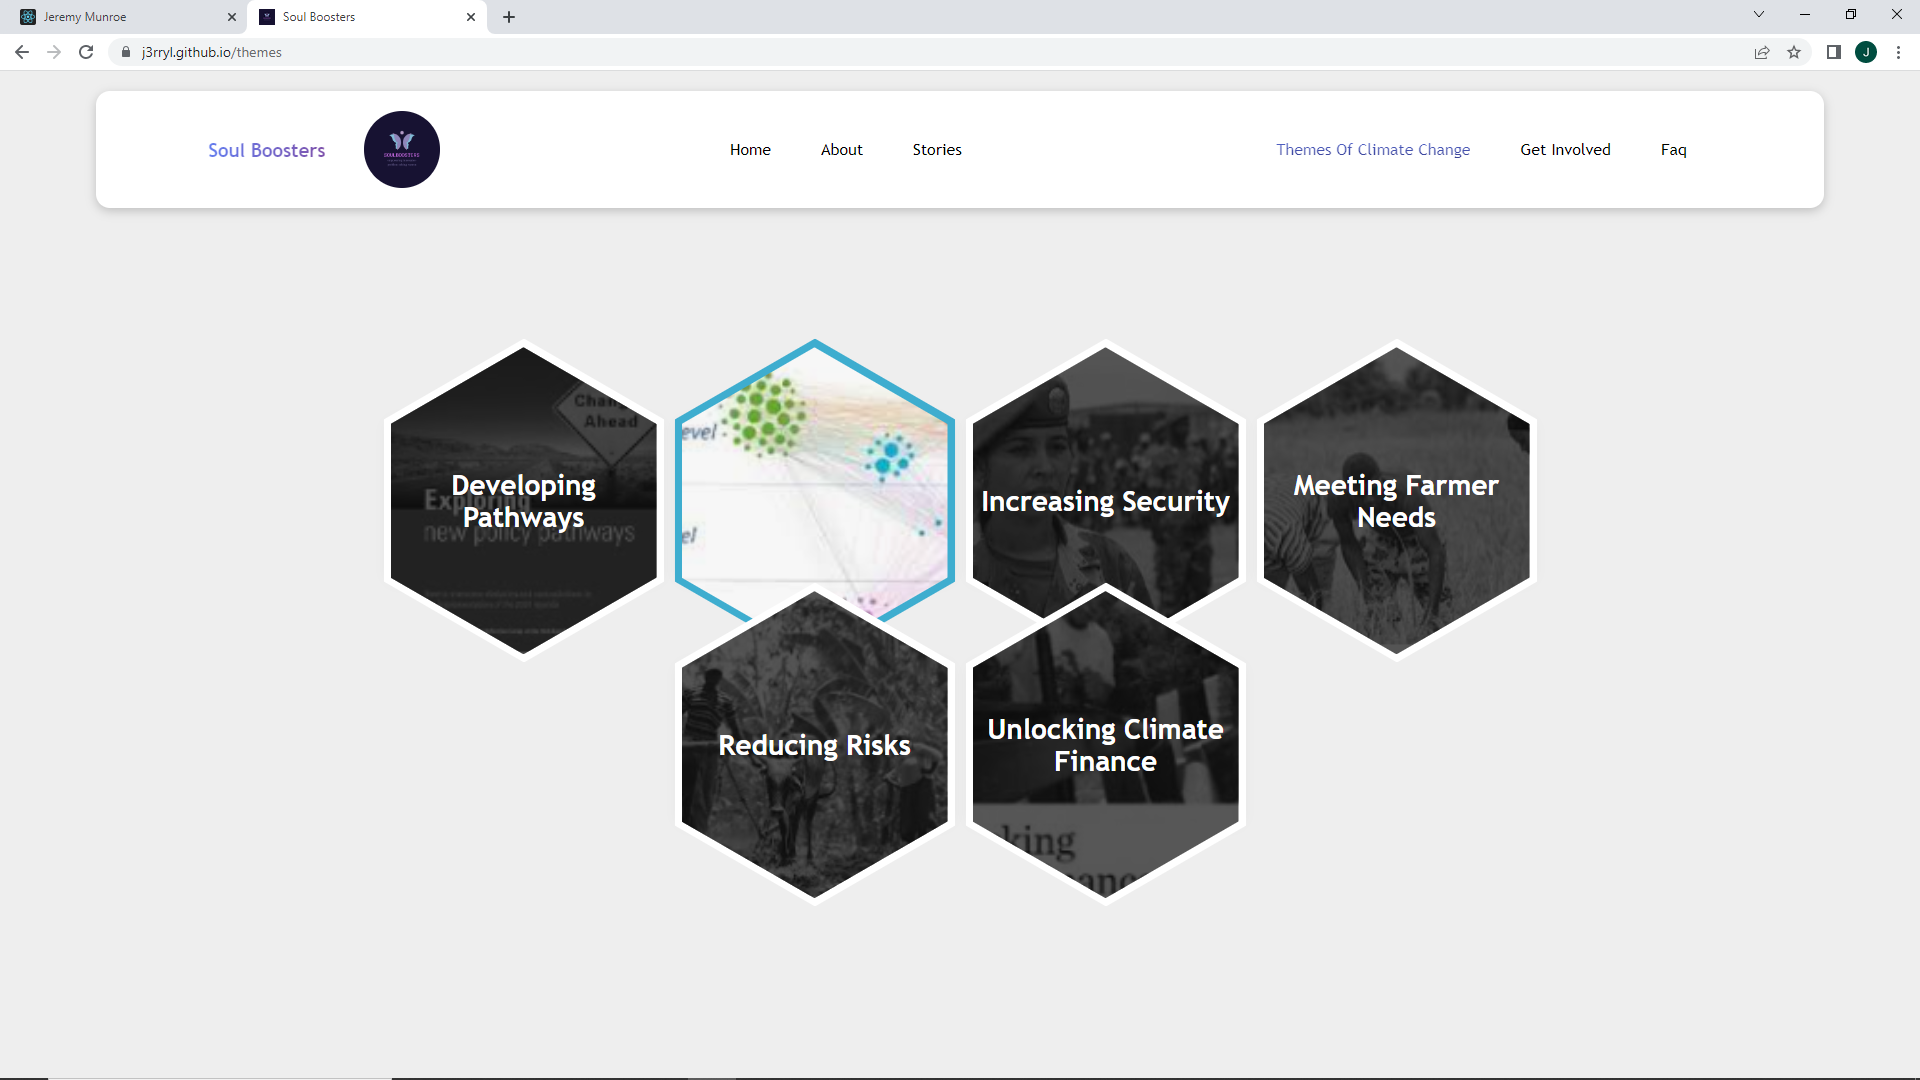 Jeremy Munroe
Soul Boosters
j3rryl.github.io/themes
J
Soul Boosters
SOULBOOSTERS
Home
About
Stories
Themes Of Climate Change
Get Involved
Faq
Ahead
Developing
Pathways
Exploring
new policy pathways
evel
el
Increasing Security
Meeting Farmer
Needs
Reducing Risks
Unlocking Climate
Finance
king